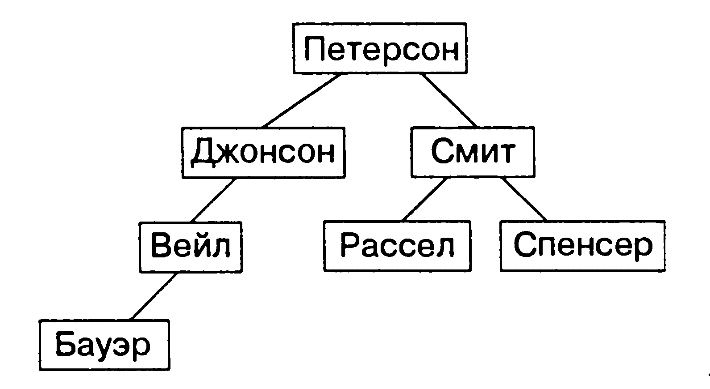 Петерсон
Джонсон
Смит
Вейл
Рассел
Спенсер
Бауэр